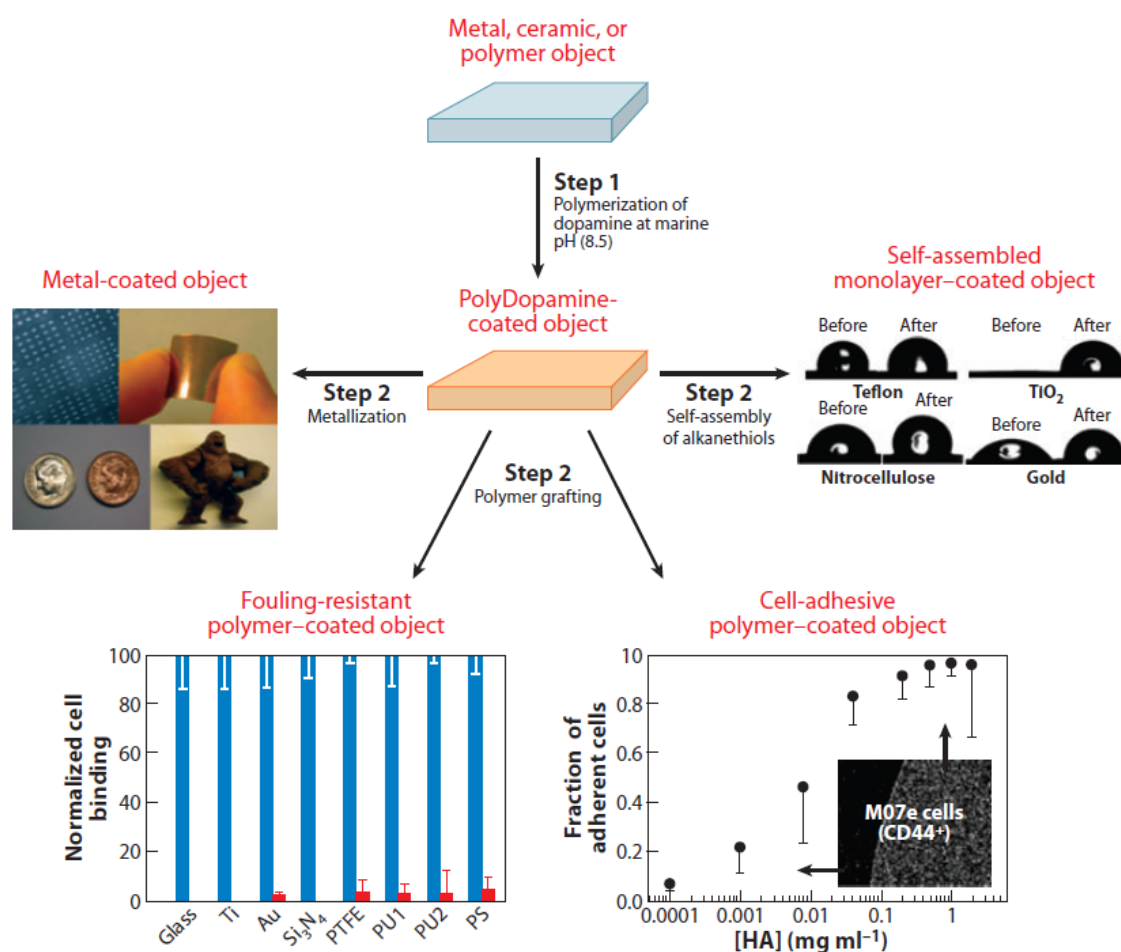 Metal, ceramic, or
polymer object
Step 1
Polymerization of
dopamine at marine
pH (8.5)
Metal-coated object
PolyDopamine-
coated object
Self-assembled
monolayer–coated object
Before After
Before After
Teflon
TiO2
Before After
Before After
Nitrocellulose
Gold
Step 2
Metallization
Step 2
Self-assembly
of alkanethiols
Step 2
Polymer grafting
Fouling-resistant
polymer–coated object
Normalized cell
binding
100
80
60
40
20
0
Glass Ti Au Si3N4 PTFE PU1 PU2 PS
Cell-adhesive
polymer–coated object
Fraction of
adherent cells
10
0.8
0.6
0.4
0.2
0.0
M07e cells
(CD44+)
0.0001 0.001 0.01 0.1 1
[HA] (mg ml−1)